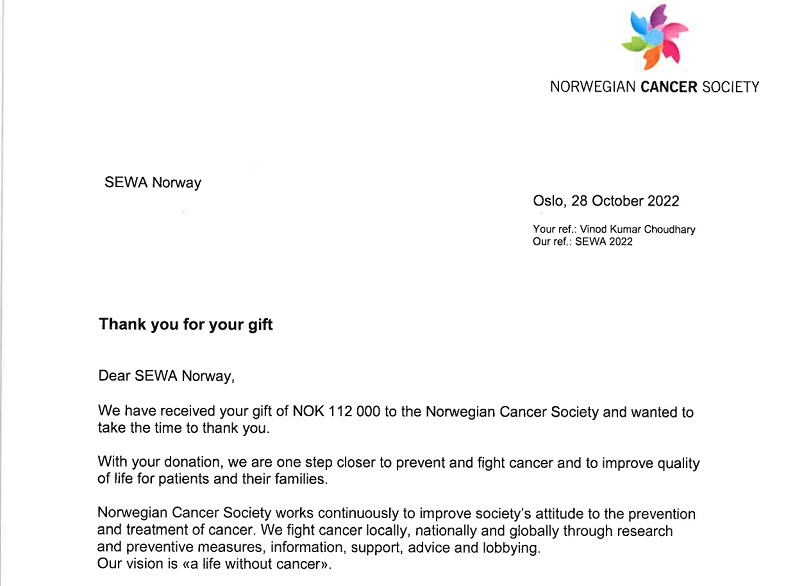 NORWEGIAN CANCER SOCIETY
SEWA Norway
Oslo, 28 October 2022
Your ref.: Vinod Kumar Choudhary
Our ref.: SEWA 2022
Thank you for your gift
Dear SEWA Norway,
We have received your gift of NOK 112 000 to the Norwegian Cancer Society and wanted to
take the time to thank you.
With your donation, we are one step closer to prevent and fight cancer and to improve quality
of life for patients and their families.
Norwegian Cancer Society works continuously to improve society's attitude to the prevention
and treatment of cancer. We fight cancer locally, nationally and globally through research
and preventive measures, information, support, advice and lobbying.
Our vision is «a life without cancer».